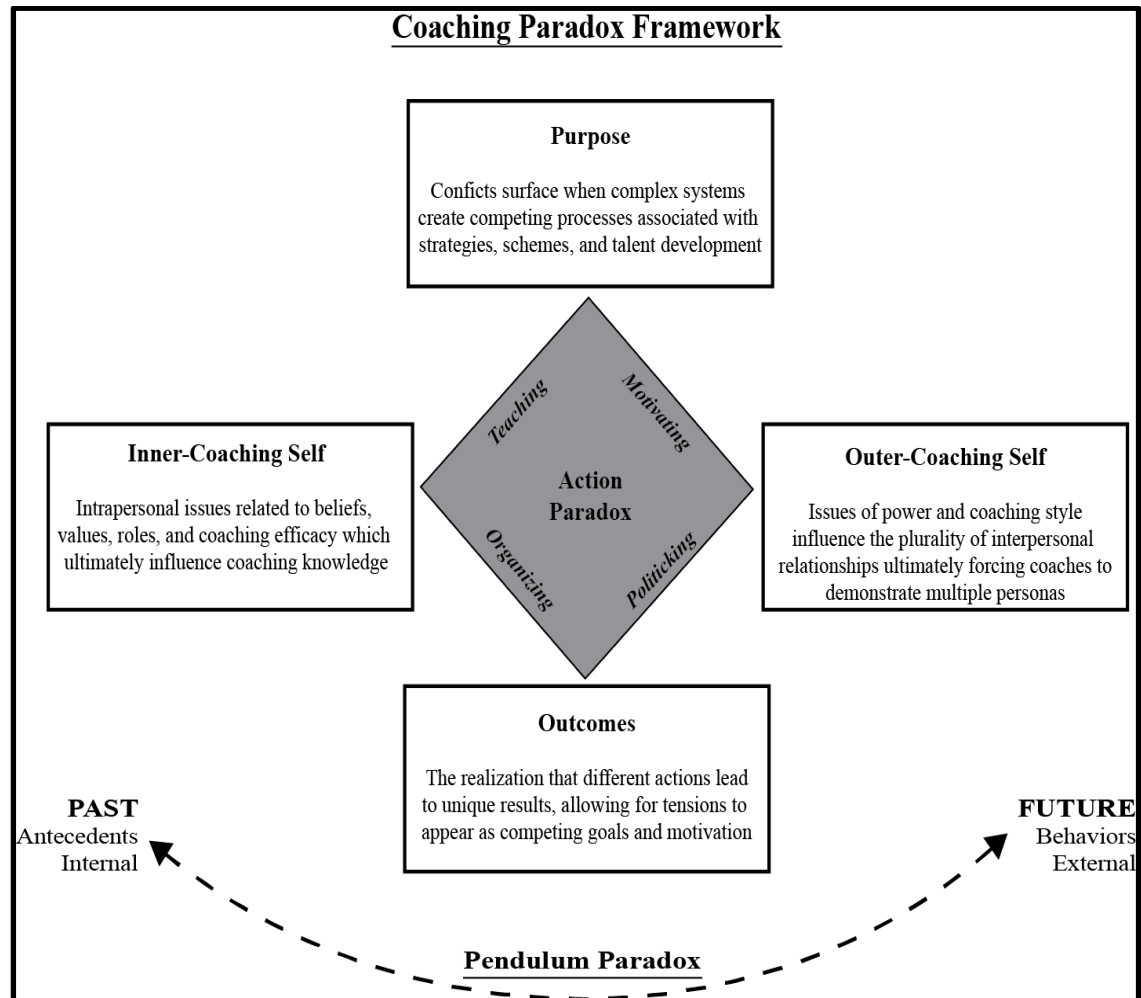 Coaching Paradox Framework
Purpose
Conficts surface when complex systems
create competing processes associated with
strategies, schemes, and talent development
Teaching
Motivating
Inner-Coaching Self
Intrapersonal issues related to beliefs,
values, roles, and coaching efficacy which
ultimately influence coaching knowledge
Action
Paradox
Outer-Coaching Self
Issues of power and coaching style
influence the plurality of interpersonal
relationships ultimately forcing coaches to
demonstrate multiple personas
Organizing
Politicking
Outcomes
The realization that different actions lead
to unique results, allowing for tensions to
appear as competing goals and motivation
PAST
Antecedents
Internal
FUTURE
Behaviors
External
Pendulum Paradox